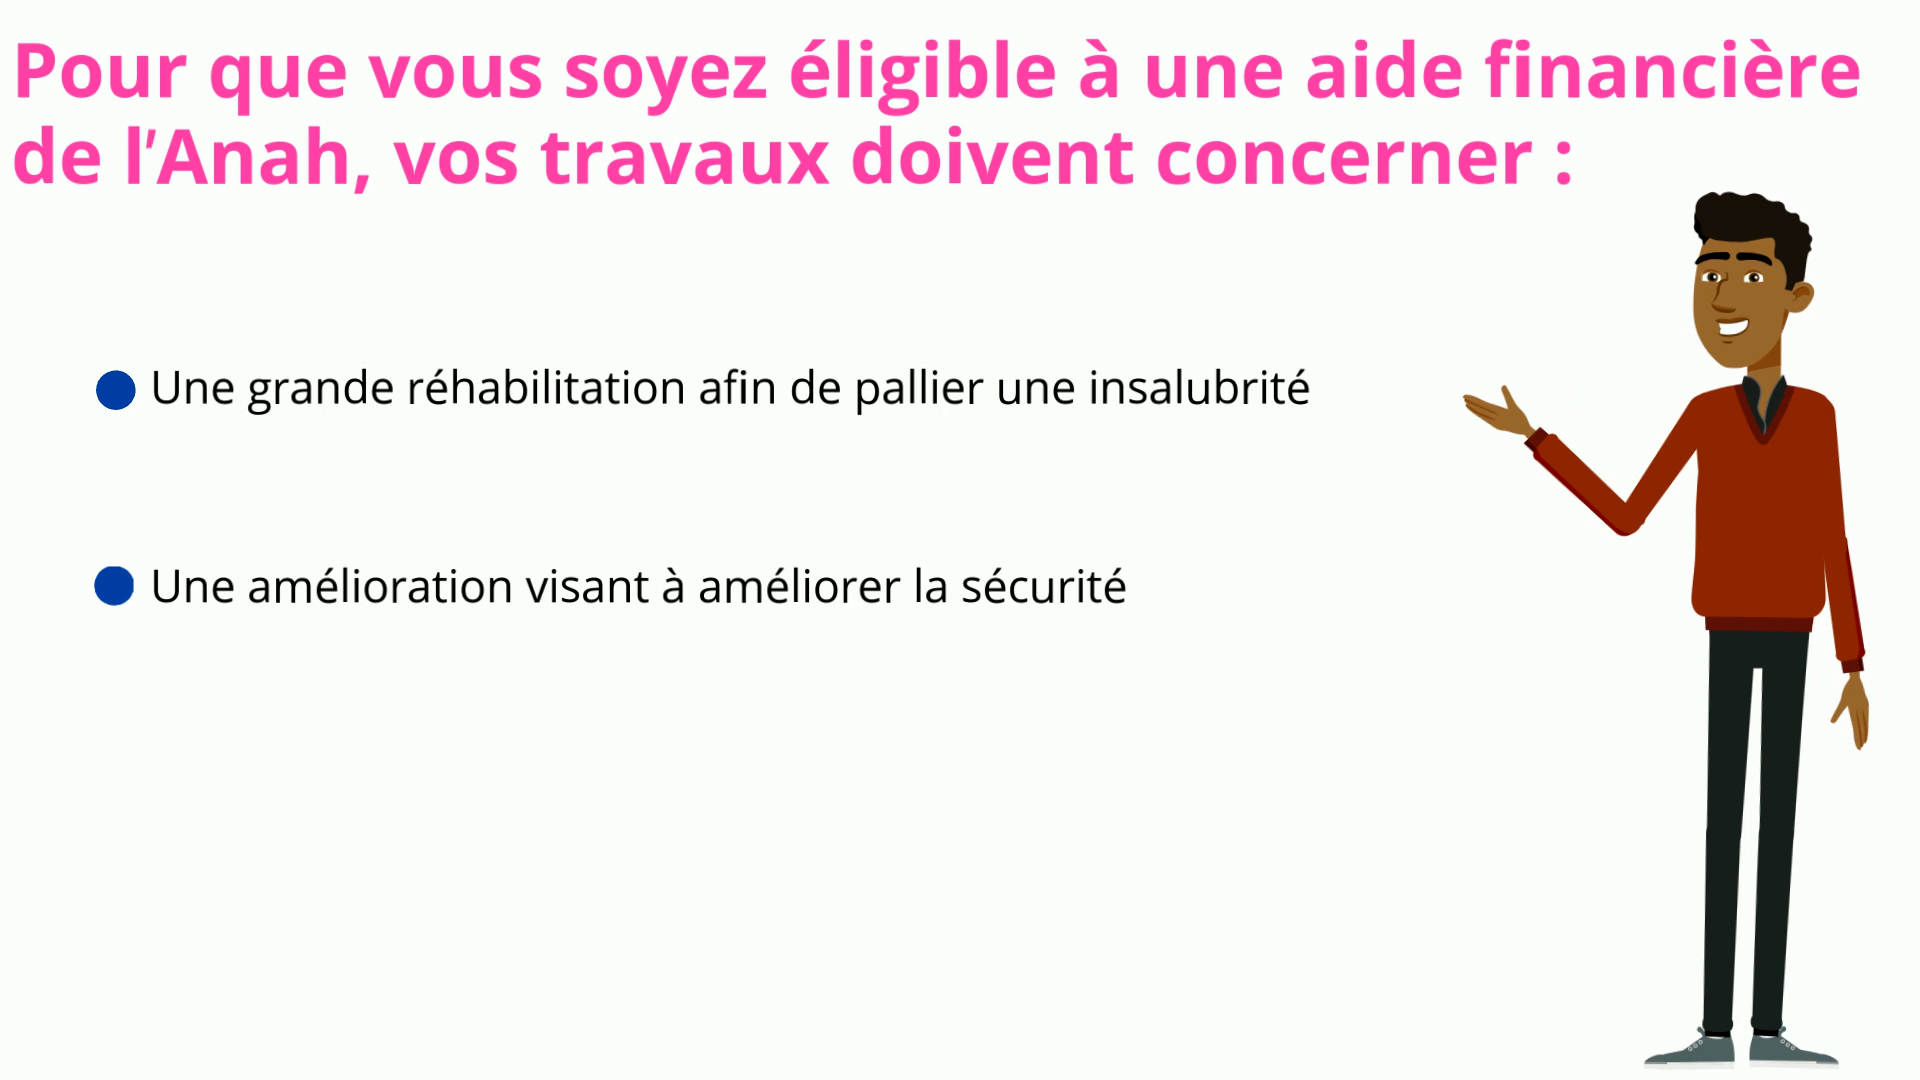 Pour que vous soyez éligible à une aide financière
de l'Anah, vos travaux doivent concerner :
Une grande réhabilitation afin de pallier une insalubrité
Une amélioration visant à améliorer la sécurité